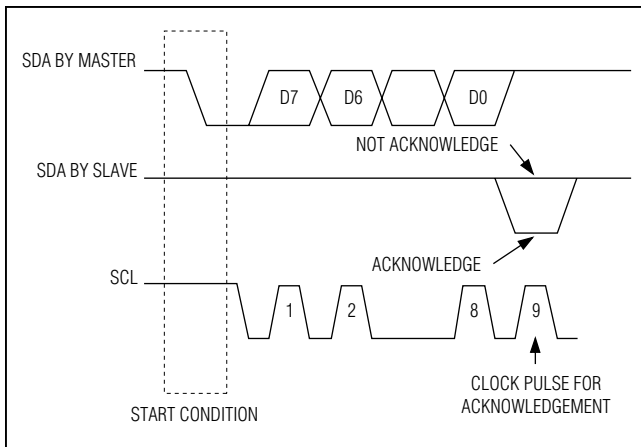 SDA BY MASTER
D7
D6
D0
NOT ACKNOWLEDGE
SDA BY SLAVE
ACKNOWLEDGE
SCL
1
2
8
9
START CONDITION
CLOCK PULSE FOR
ACKNOWLEDGEMENT